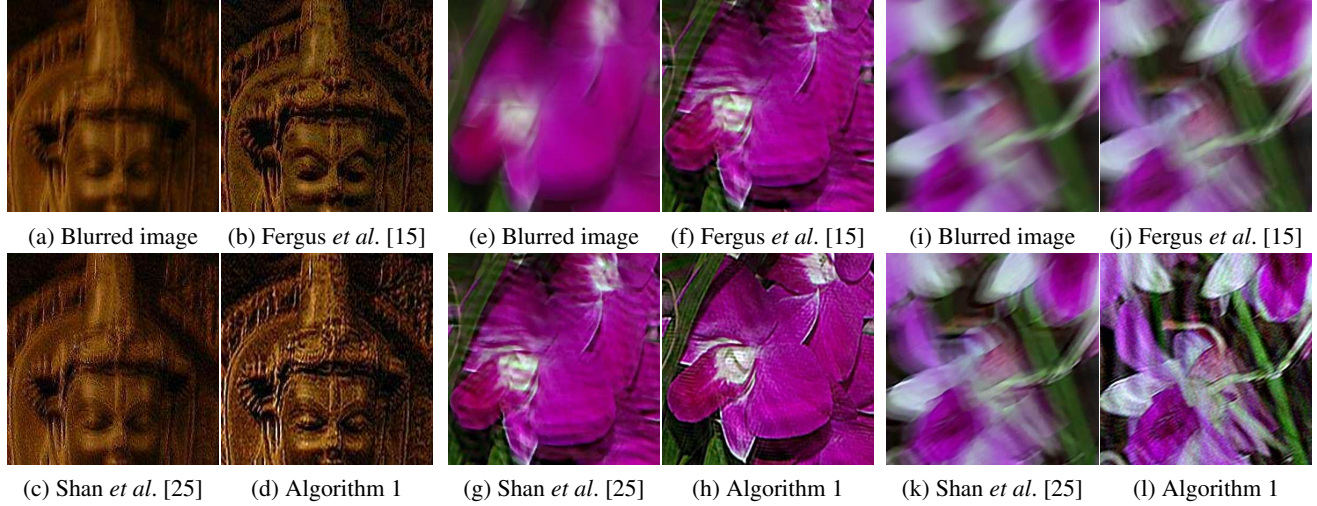 (a) Blurred image (b) Fergus et al. [15] (e) Blurred image (f) Fergus et al. [15] (i) Blurred image (j) Fergus et al. [15]
(c) Shan et al. [25] (d) Algorithm 1 (g) Shan et al. [25] (h) Algorithm 1 (k) Shan et al. [25] (l) Algorithm 1